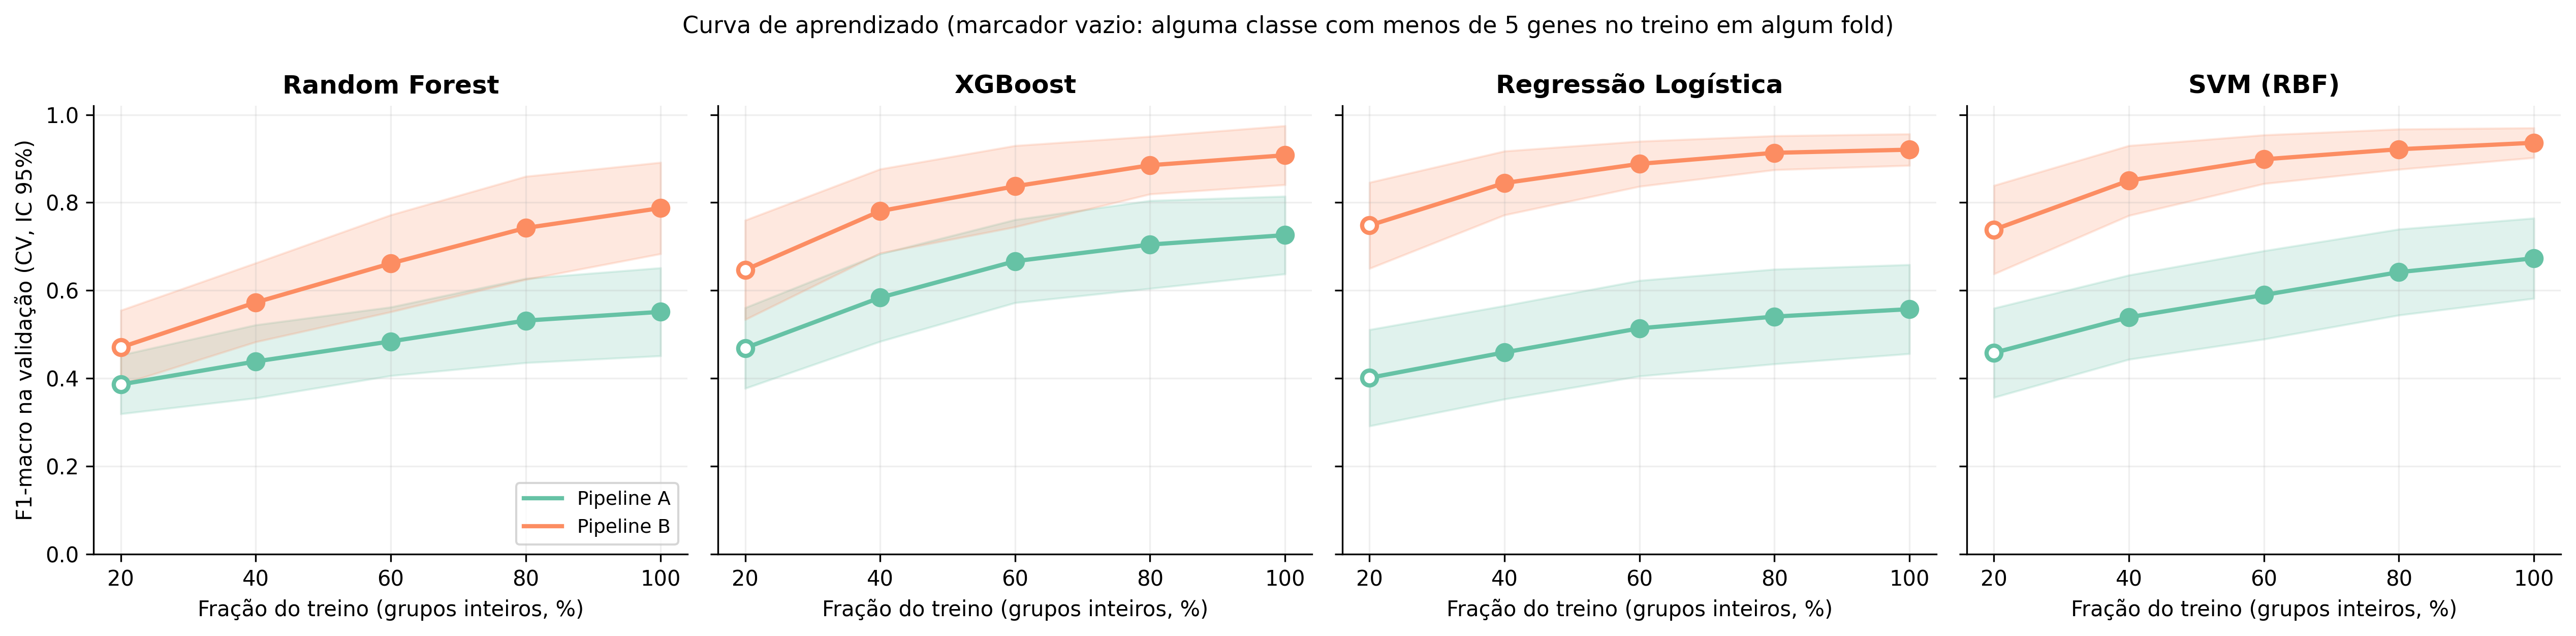 Curva de aprendizado (marcador vazio: alguma classe com menos de 5 genes no treino em algum fold)
Random Forest
XGBoost
Regressão Logística
SVM (RBF)
F1-macro na validação (CV, IC 95%)
1.0
0.8
0.6
0.4
0.2
0.0
Pipeline A
Pipeline B
20 40 60 80 100
20 40 60 80 100
20 40 60 80 100
20 40 60 80 100
Fração do treino (grupos inteiros, %)
Fração do treino (grupos inteiros, %)
Fração do treino (grupos inteiros, %)
Fração do treino (grupos inteiros, %)